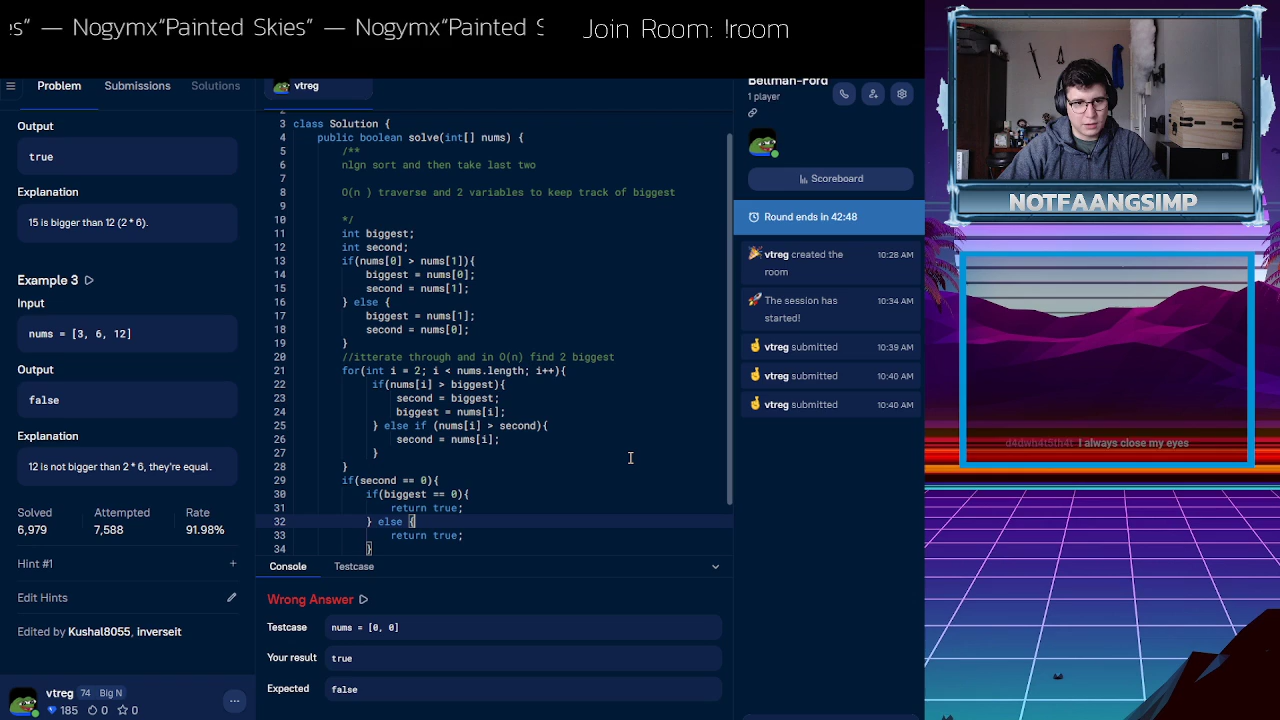 es” — Nogymx“Painted Skies” — Nogymx“Painted S
Join Room: !room
Problem
Submissions
Solutions
Output
true
Explanation
15 is bigger than 12 (2 * 6).
Example 3
Input
nums = [3, 6, 12]
Output
false
Explanation
12 is not bigger than 2 * 6, they're equal.
Solved
Attempted
Rate
6,979
7,588
91.98%
Hint #1
+
Edit Hints
Edited by Kushal8055, inverseit
vtreg 74 Big N
185 0 0
...
vtreg
2
3 class Solution {
4 public boolean solve(int[] nums) {
5 /**
6 nlgn sort and then take last two
7
8 O(n ) traverse and 2 variables to keep track of biggest
9
10 */
11 int biggest;
12 int second;
13 if(nums[0] > nums[1]){
14 biggest = nums[0];
15 second = nums[1];
16 } else {
17 biggest = nums[1];
18 second = nums[0];
19 }
20 //itterate through and in O(n) find 2 biggest
21 for(int i = 2; i < nums.length; i++){
22 if(nums[i] > biggest){
23 second = biggest;
24 biggest = nums[i];
25 } else if (nums[i] > second){
26 second = nums[i];
27 }
28 }
29 if(second == 0){
30 if(biggest == 0){
31 return true;
32 } else {
33 return true;
34 }
Console
Testcase
Wrong Answer
Testcase
nums = [0, 0]
Your result
true
Expected
false
Bellman-Ford
1 player
Scoreboard
Round ends in 42:48
vtreg created the room
10:28 AM
The session has started!
10:34 AM
vtreg submitted
10:39 AM
vtreg submitted
10:40 AM
vtreg submitted
10:40 AM
NOTFAANGSIMP
d4dwh4t5th4t I always close my eyes